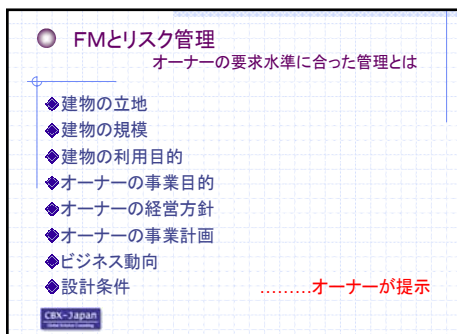 FMとリスク管理
オーナーの要求水準に合った管理とは
建物の立地
建物の規模
建物の利用目的
オーナーの事業目的
オーナーの経営方針
オーナーの事業計画
ビジネス動向
設計条件 ………オーナーが提示
CBX-Japan
Global Solution Consulting